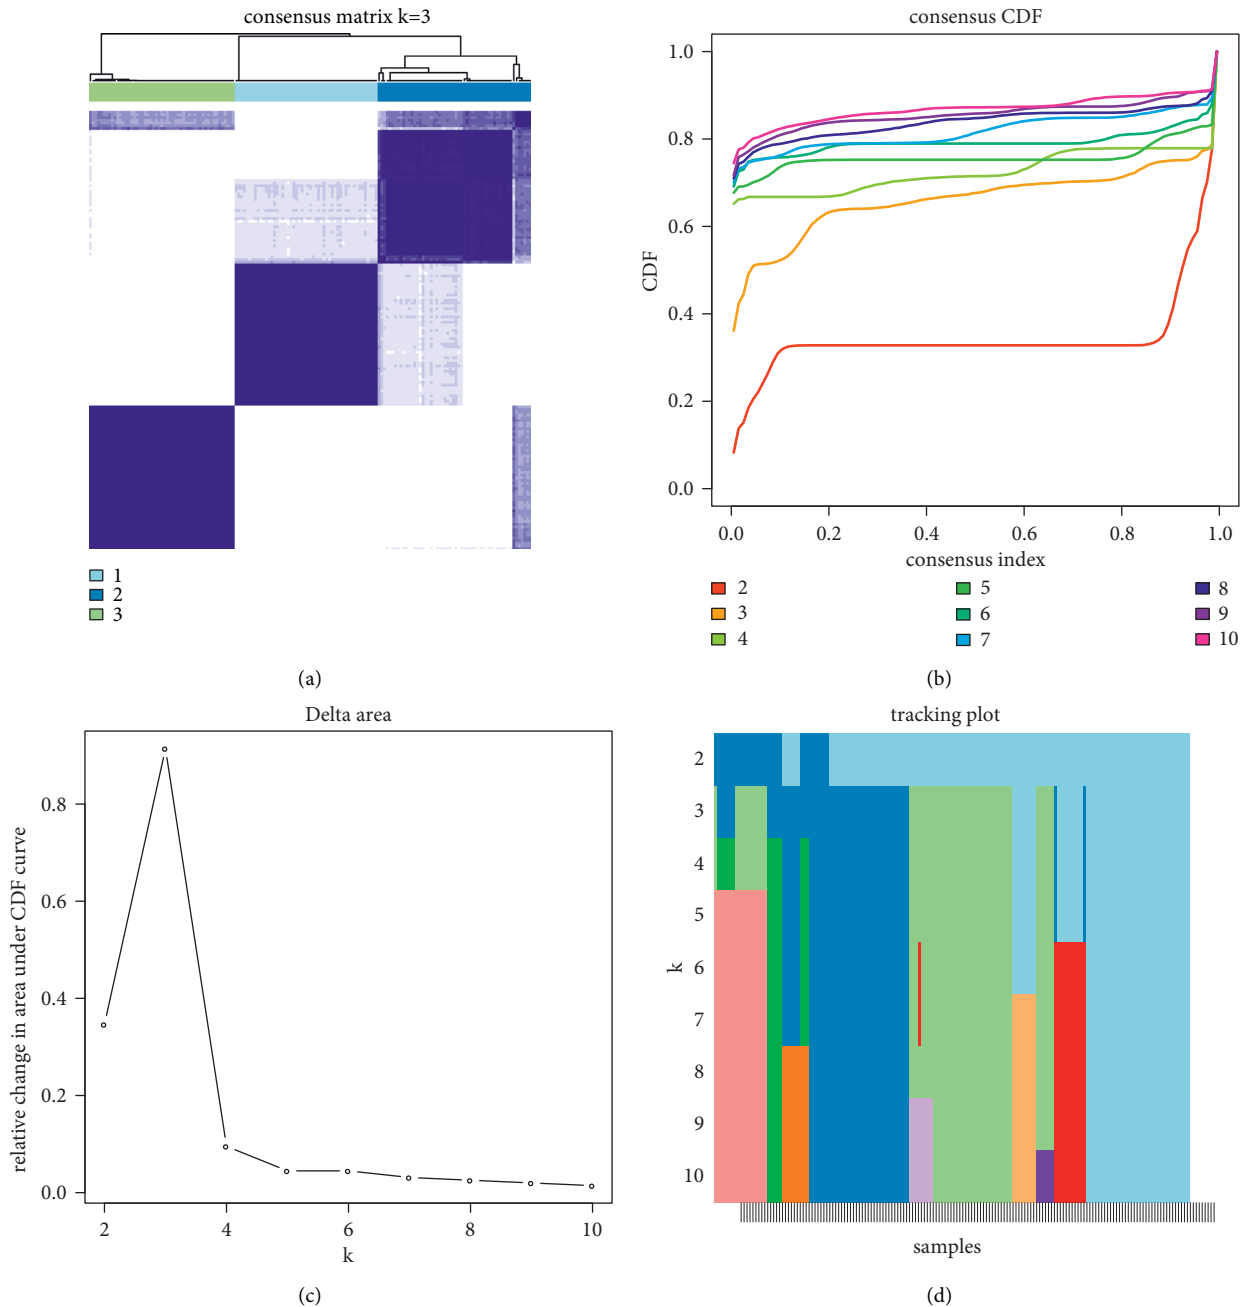 consensus matrix k=3
1
2
3
(a)
consensus CDF
CDF
1.0
0.8
0.6
0.4
0.2
0.0
0.0 0.2 0.4 0.6 0.8 1.0
consensus index
2 5 8
3 6 9
4 7 10
(b)
Delta area
relative change in area under CDF curve
0.8
0.6
0.4
0.2
0.0
2 4 6 8 10
k
(c)
tracking plot
k
2
3
4
5
6
7
8
9
10
samples
(d)